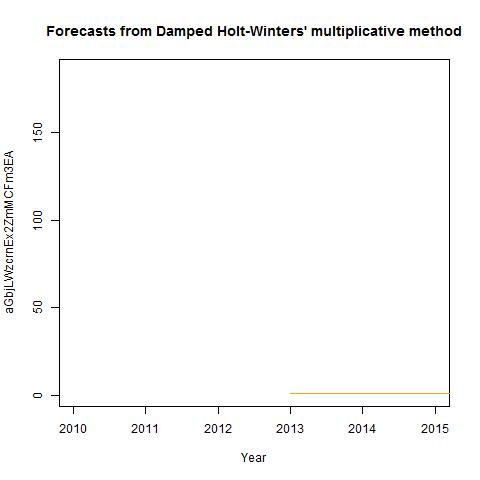 Forecasts from Damped Holt-Winters' multiplicative method
aGbjLWzcrnEx2ZmMCFm3EA
150
100
50
0
2010 2011 2012 2013 2014 2015
Year